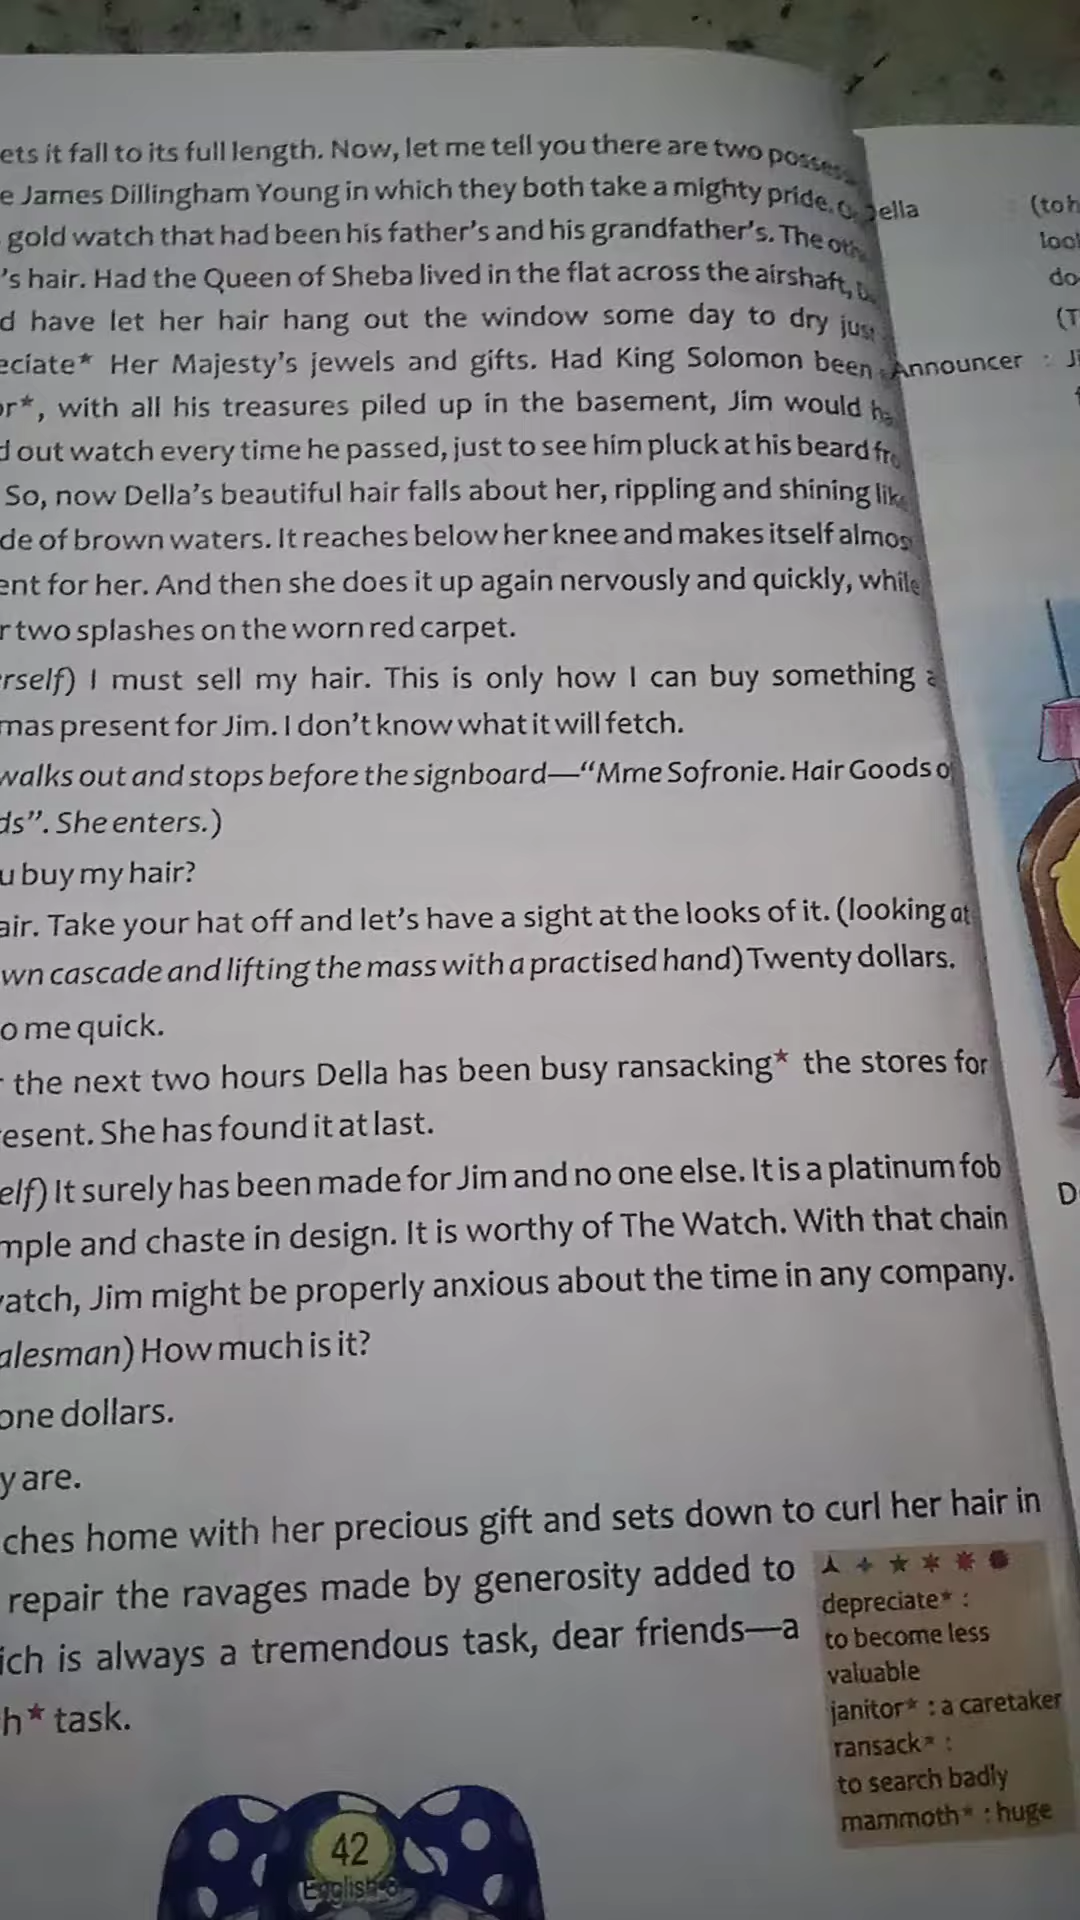 ets it fall to its full length. Now, let me tell you there are two possess
e James Dillingham Young in which they both take a mighty pride.
gold watch that had been his father's and his grandfather's. The oth
's hair. Had the Queen of Sheba lived in the flat across the airshaft,
d have let her hair hang out the window some day to dry just
eciate* Her Majesty's jewels and gifts. Had King Solomon been
or*, with all his treasures piled up in the basement, Jim would ha
d out watch every time he passed, just to see him pluck at his beard fro
So, now Della's beautiful hair falls about her, rippling and shining like
de of brown waters. It reaches below her knee and makes itself almos
ent for her. And then she does it up again nervously and quickly, while
r two splashes on the worn red carpet.
rself) I must sell my hair. This is only how I can buy something a
mas present for Jim. I don't know what it will fetch.
walks out and stops before the signboard—"Mme Sofronie. Hair Goods o
ds". She enters.)
u buy my hair?
air. Take your hat off and let's have a sight at the looks of it. (looking at
wn cascade and lifting the mass with a practised hand) Twenty dollars.
o me quick.
the next two hours Della has been busy ransacking* the stores for
esent. She has found it at last.
elf) It surely has been made for Jim and no one else. It is a platinum fob
mple and chaste in design. It is worthy of The Watch. With that chain
atch, Jim might be properly anxious about the time in any company.
alesman) How much is it?
one dollars.
y are.
ches home with her precious gift and sets down to curl her hair in
repair the ravages made by generosity added to
ich is always a tremendous task, dear friends—a
h* task.
depreciate* :
to become less
valuable
janitor* : a caretaker
ransack* :
to search badly
mammoth* : huge
42
English-8
ella (to h
loo
do
(T
Announcer : Ji
D